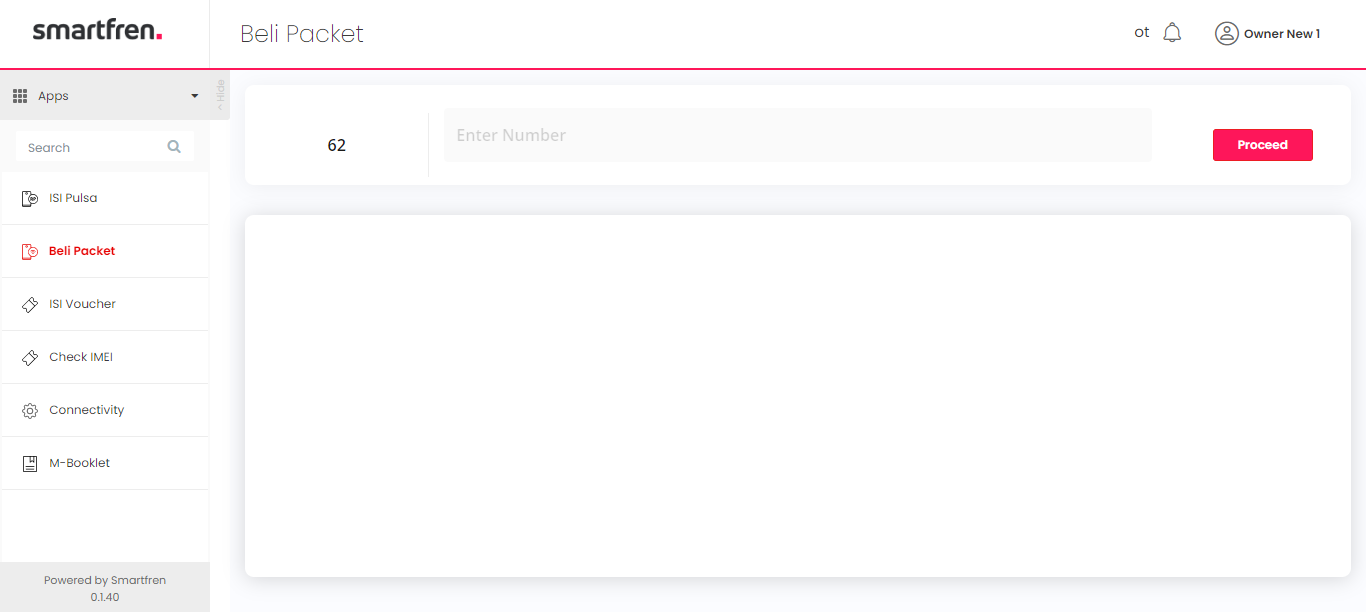 smartfren.
Beli Packet
ot
Owner New 1
Apps
< Hide
Search
62
Enter Number
Proceed
ISI Pulsa
Beli Packet
ISI Voucher
Check IMEI
Connectivity
M-Booklet
Powered by Smartfren
0.1.40